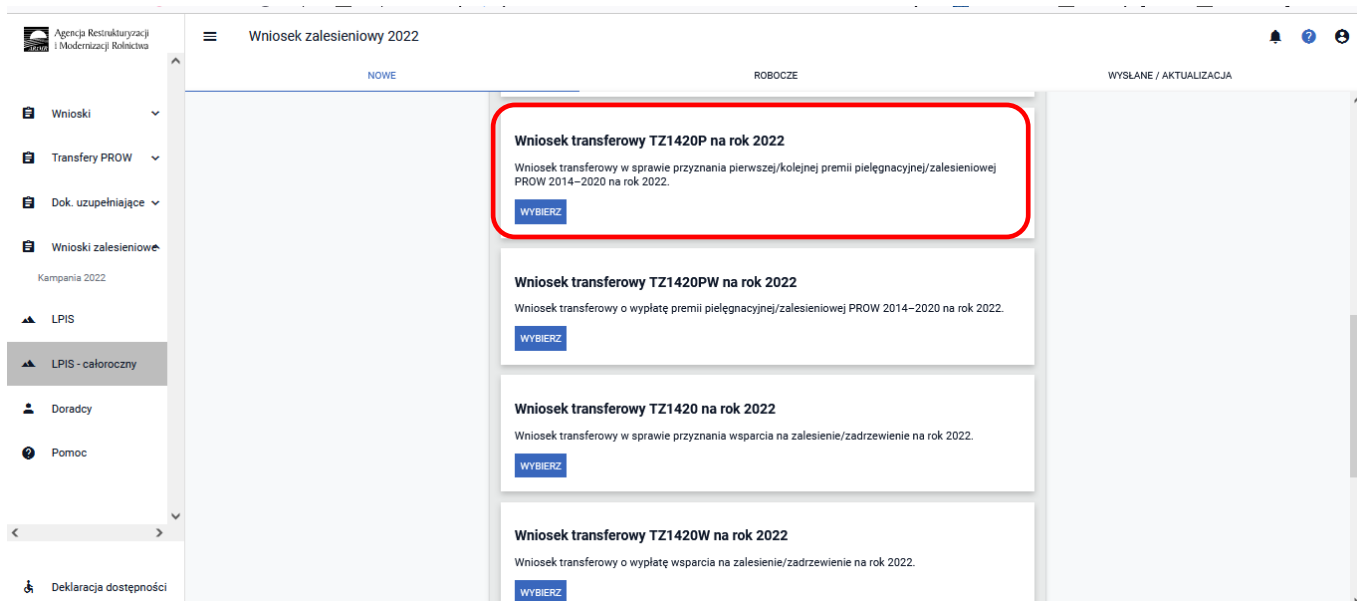 Agencja Restrukturyzacji
i Modernizacji Rolnictwa
ARiMR
Wniosek zalesieniowy 2022
NOWE
ROBOCZE
WYSŁANE / AKTUALIZACJA
Wnioski
Transfery PROW
Dok. uzupełniające
Wnioski zalesieniowe
Kampania 2022
LPIS
LPIS - całoroczny
Doradcy
Pomoc
Deklaracja dostępności
Wniosek transferowy TZ1420P na rok 2022
Wniosek transferowy w sprawie przyznania pierwszej/kolejnej premii pielęgnacyjnej/zalesieniowej
PROW 2014–2020 na rok 2022.
WYBIERZ
Wniosek transferowy TZ1420PW na rok 2022
Wniosek transferowy o wypłatę premii pielęgnacyjnej/zalesieniowej PROW 2014–2020 na rok 2022.
WYBIERZ
Wniosek transferowy TZ1420 na rok 2022
Wniosek transferowy w sprawie przyznania wsparcia na zalesienie/zadrzewienie na rok 2022.
WYBIERZ
Wniosek transferowy TZ1420W na rok 2022
Wniosek transferowy o wypłatę wsparcia na zalesienie/zadrzewienie na rok 2022.
WYBIERZ